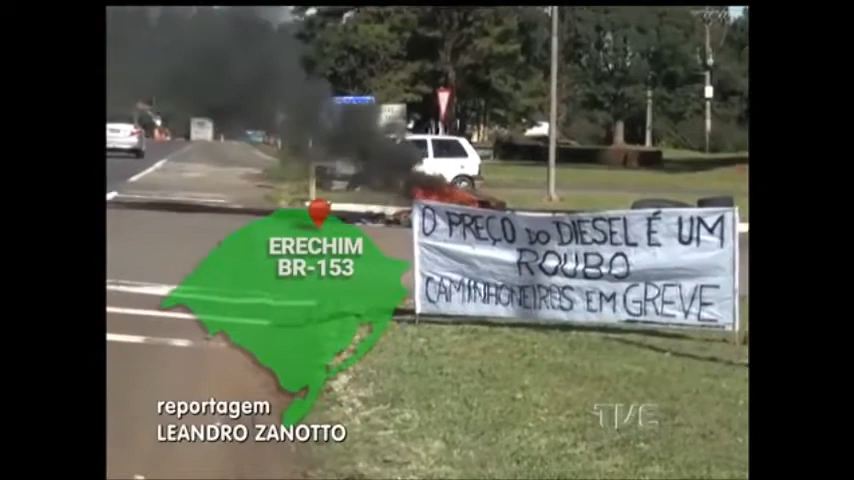 ERECHIM
BR-153
O PREÇO DO DIESEL É UM
ROUBO
CAMINHONEIROS EM GREVE
reportagem
LEANDRO ZANOTTO
TVE